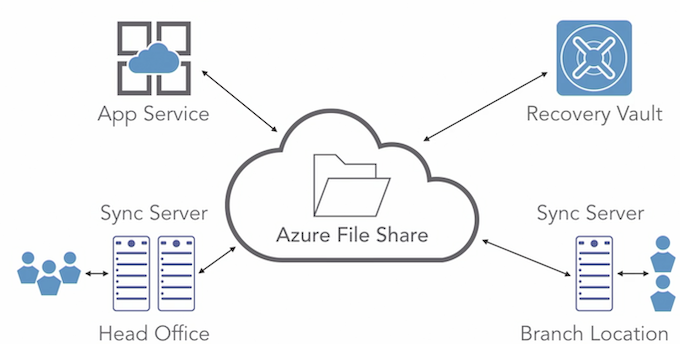 App Service
Recovery Vault
Azure File Share
Sync Server
Sync Server
Head Office
Branch Location